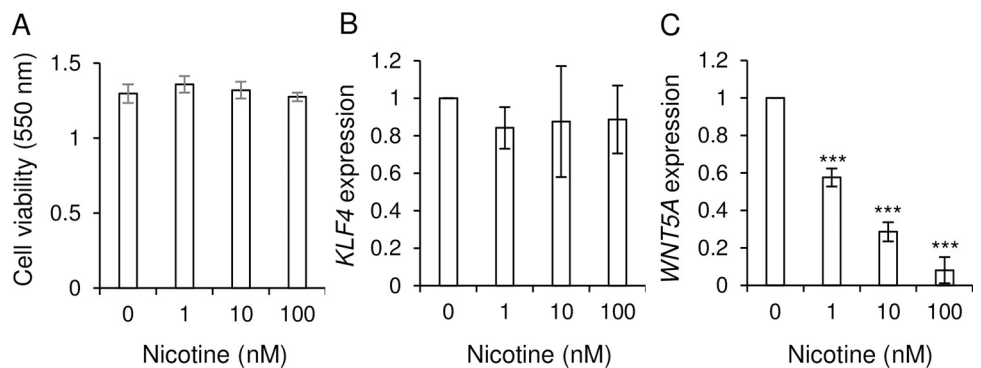 A
Cell viability (550 nm)
1.5
1
0.5
0
0 1 10 100
Nicotine (nM)
B
KLF4 expression
1.2
1
0.8
0.6
0.4
0.2
0
0 1 10 100
Nicotine (nM)
C
WNT5A expression
1.2
1
0.8
0.6
0.4
0.2
0
***
***
***
0 1 10 100
Nicotine (nM)